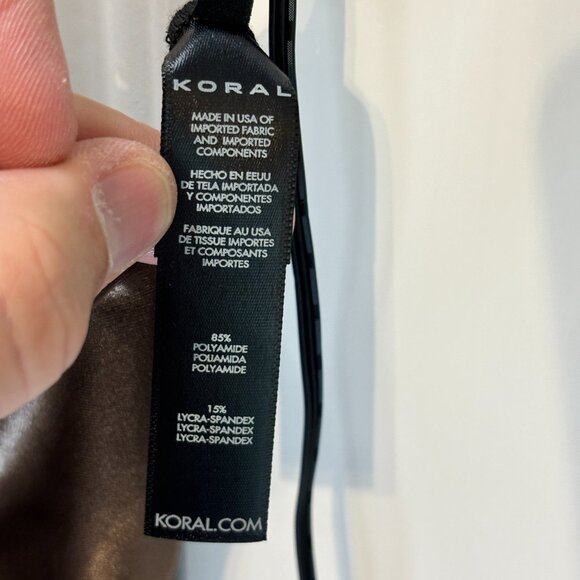 KORAL
MADE IN USA OF
IMPORTED FABRIC
AND IMPORTED
COMPONENTS
HECHO EN EEUU
DE TELA IMPORTADA
Y COMPONENTES
IMPORTADOS
FABRIQUE AU USA
DE TISSUE IMPORTES
ET COMPOSANTS
IMPORTES
85%
POLYAMIDE
POLIAMIDA
POLYAMIDE
15%
LYCRA-SPANDEX
LYCRA-SPANDEX
LYCRA-SPANDEX
KORAL.COM